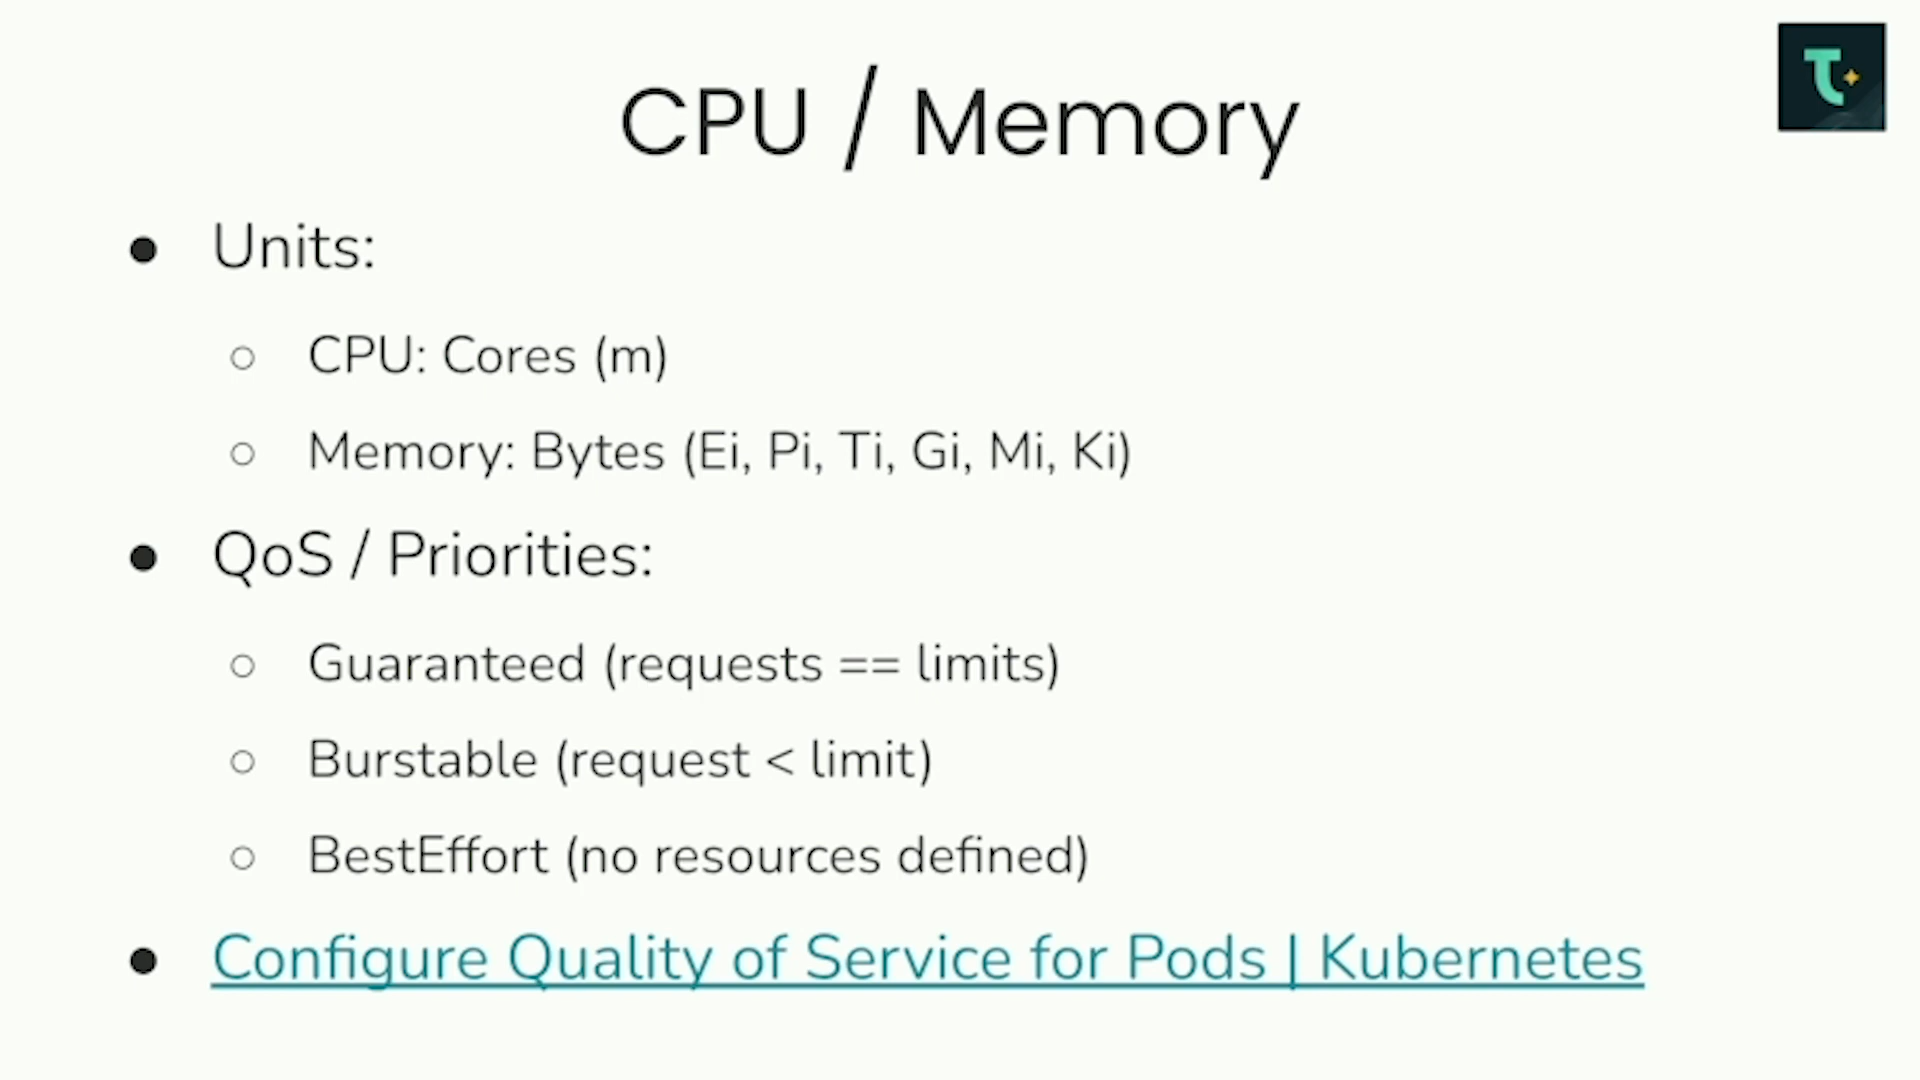 CPU / Memory
● Units:
○ CPU: Cores (m)
○ Memory: Bytes (Ei, Pi, Ti, Gi, Mi, Ki)
● QoS / Priorities:
○ Guaranteed (requests == limits)
○ Burstable (request < limit)
○ BestEffort (no resources defined)
● Configure Quality of Service for Pods | Kubernetes